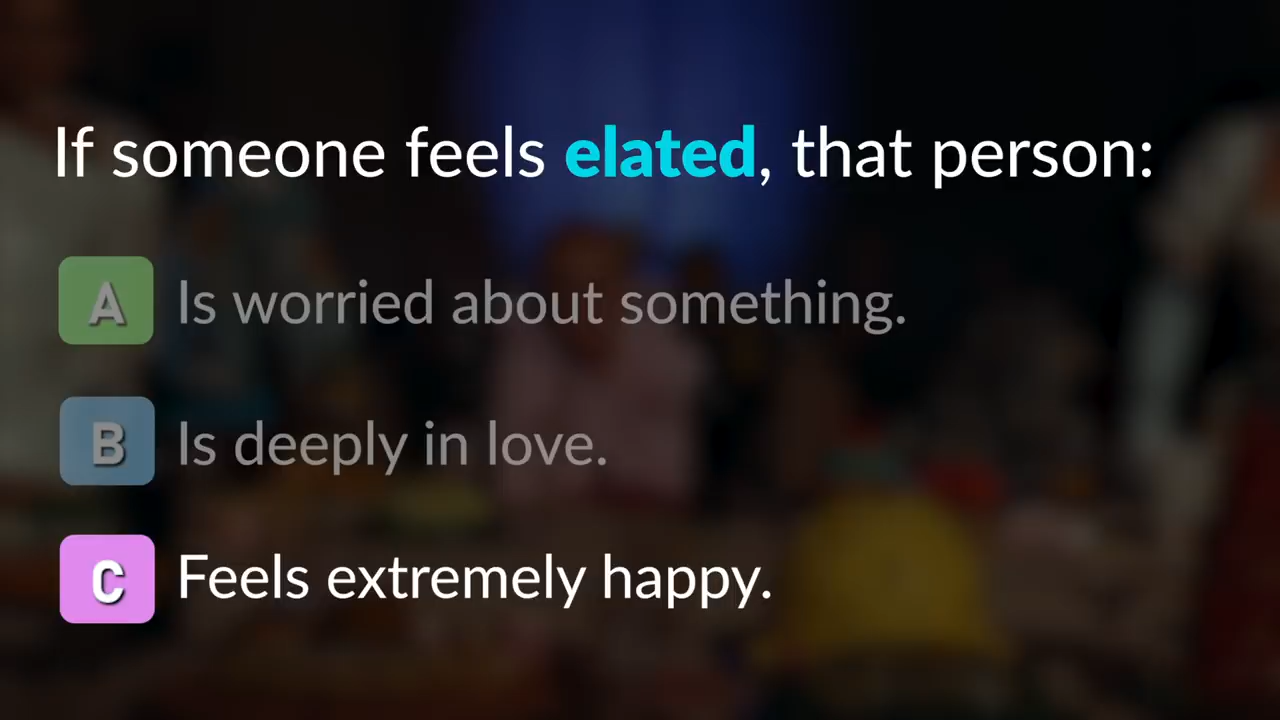 If someone feels elated, that person:
A Is worried about something.
B Is deeply in love.
C Feels extremely happy.